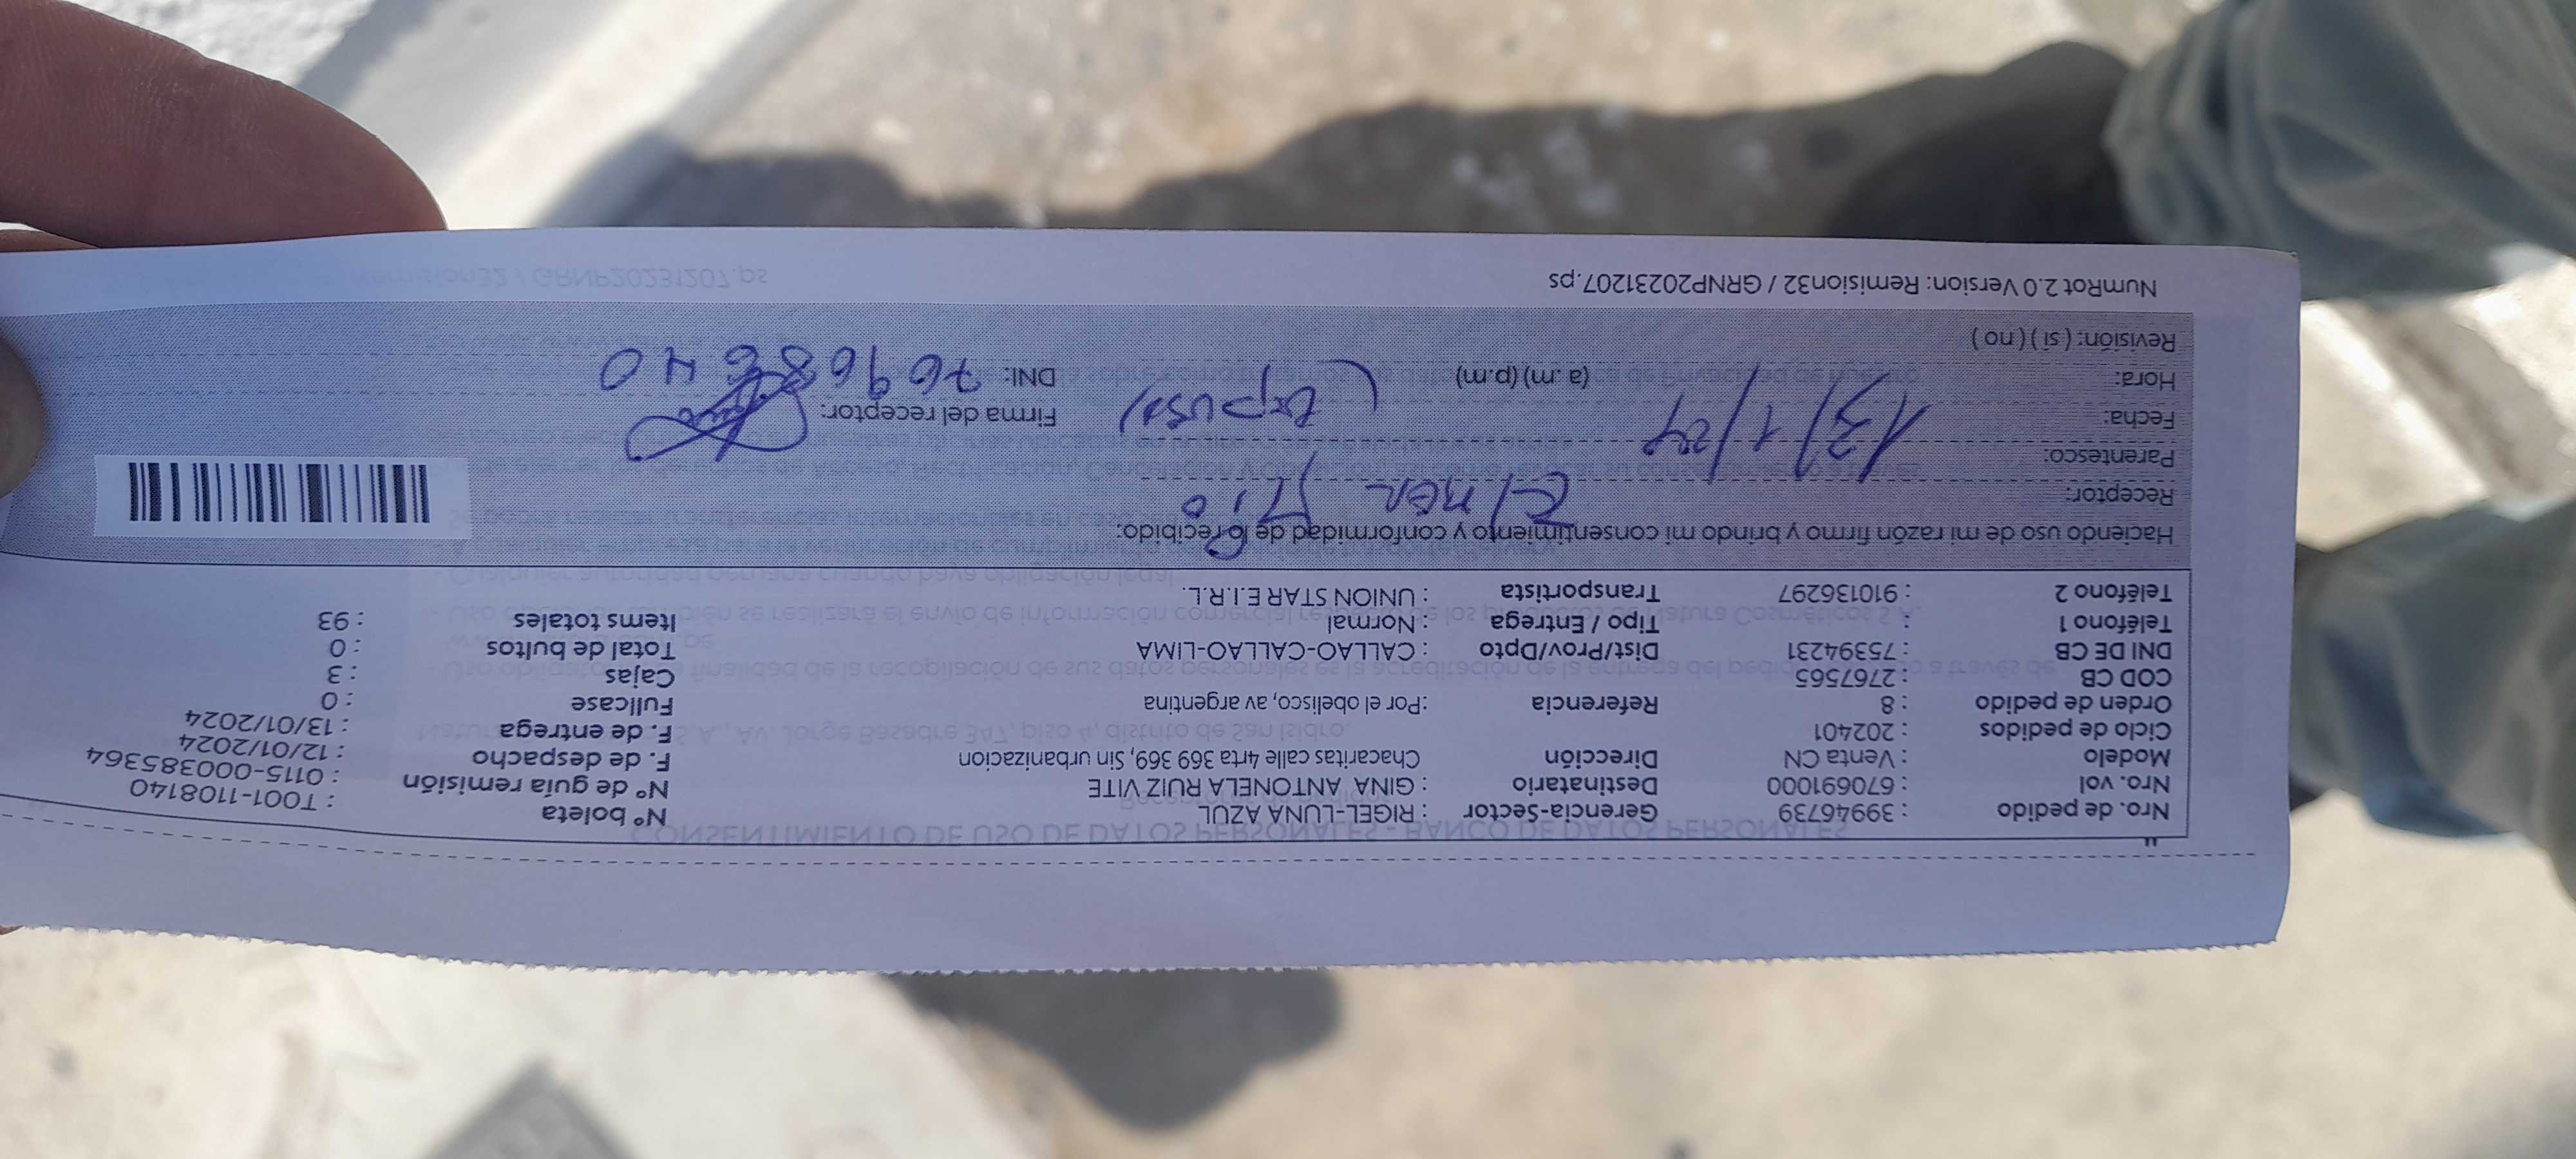 Nro. de pedido : 39946739 Gerencia-Sector : RIGEL-LUNA AZUL Nº boleta : T001-1108140
Nro. vol : 670691000 Destinatario : GINA ANTONELA RUIZ VITE Nº de guía remisión : 0115-000385364
Modelo : Venta CN Dirección Chacaritas calle 4rta 369 369, Sin urbanizacion F. de despacho : 12/01/2024
Ciclo de pedidos : 202401 F. de entrega : 13/01/2024
Orden de pedido : 8 Referencia :Por el obelisco, av argentina Fullcase : 0
COD CB : 2767565 Cajas : 3
DNI DE CB : 75394231 Dist/Prov/Dpto : CALLAO-CALLAO-LIMA Total de bultos : 0
Teléfono 1 : Tipo / Entrega : Normal Items totales : 93
Teléfono 2 : 910136297 Transportista : UNION STAR E.I.R.L.
Haciendo uso de mi razón firmo y brindo mi consentimiento y conformidad de lo recibido:
Receptor:
Parentesco:
Fecha: 13/1/24 (esposo) Firma del receptor:
Hora: (a .m) (p.m) DNI: 76968640
Revisión: ( sí ) ( no )
NumRot 2.0 Version: Remision32 / GRNP20231207.ps